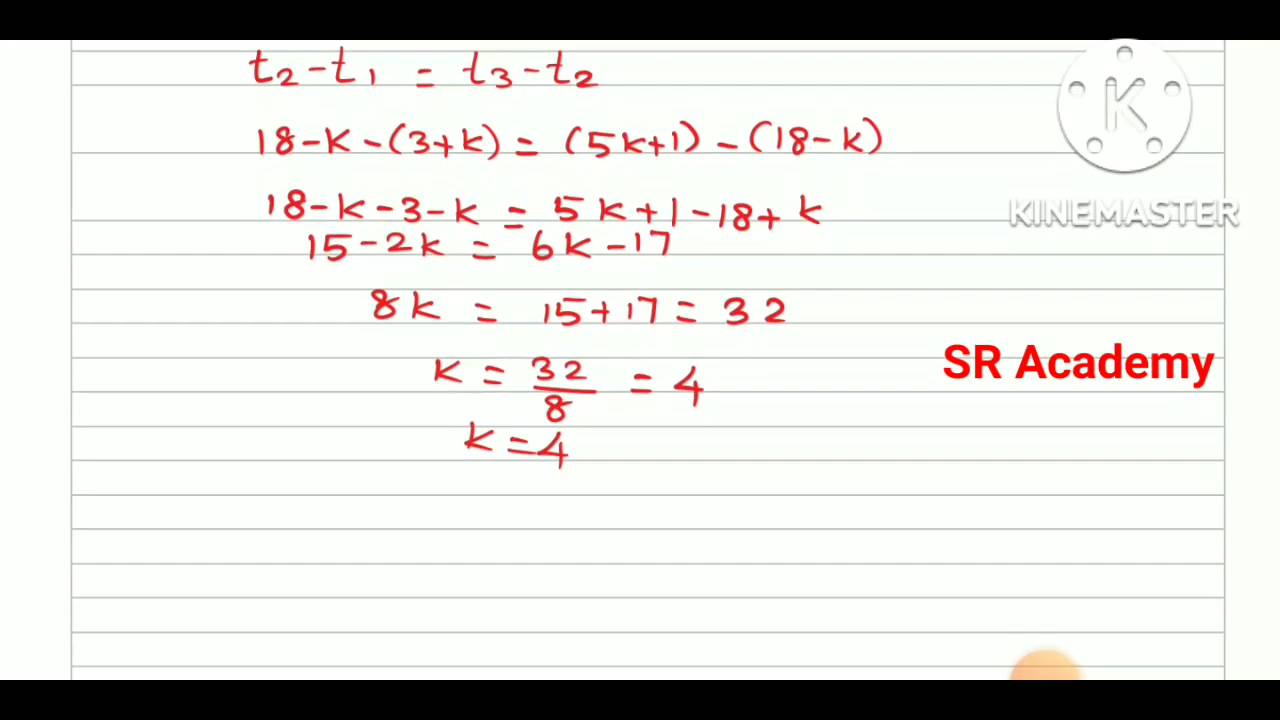 t₂-t₁ = t₃-t₂
18-k-(3+k) = (5k+1)-(18-k)
KINEMASTER
18-k-3-k = 5k+1-18+k
15-2k = 6k-17
8k = 15+17 = 32
SR Academy
k = 32/8 = 4
k=4